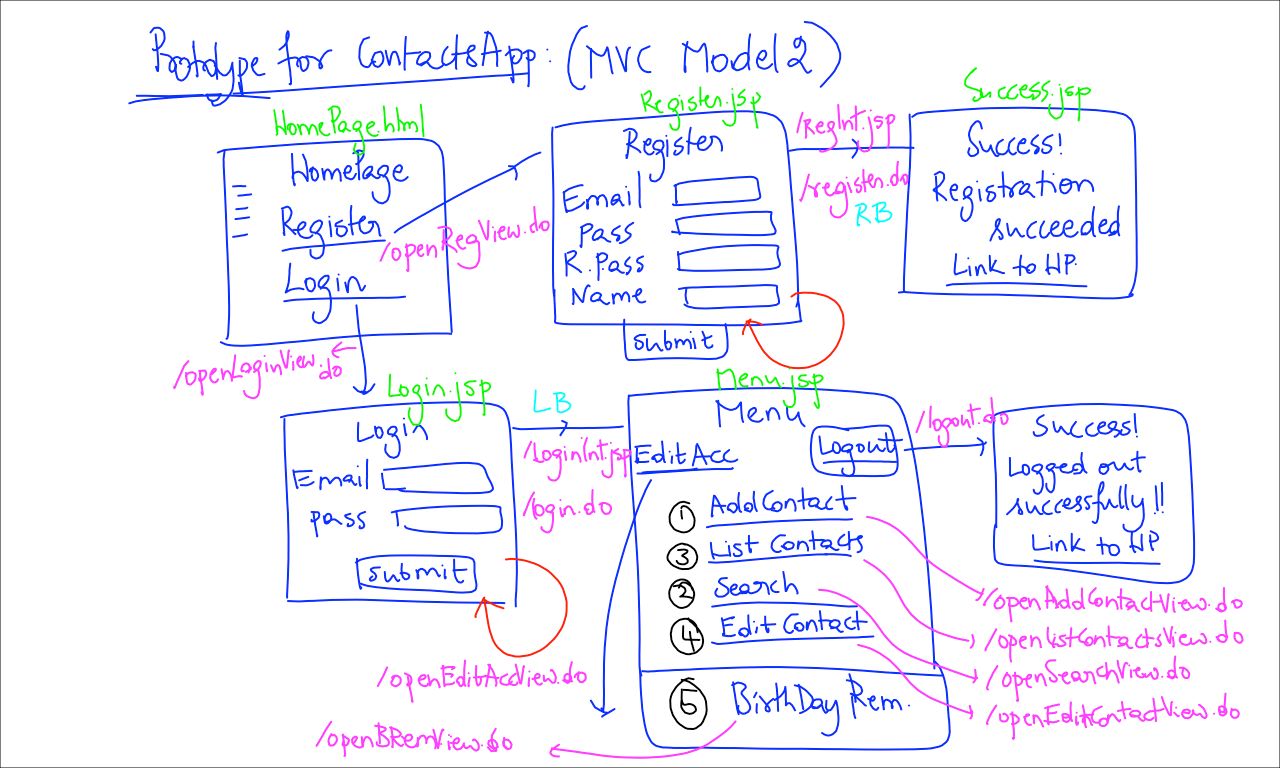 Prototype for ContactsApp: (MVC Model 2)
HomePage.html
HomePage
Register
Login
/openRegView.do
/openLoginView.do
Register.jsp
Register
Email
Pass
R.Pass
Name
Submit
/RegInt.jsp
/register.do
RB
Success.jsp
Success!
Registration
succeeded
Link to HP.
Login.jsp
Login
Email
pass
Submit
LB
/LoginInt.jsp
/login.do
Menu.jsp
Menu
EditAcc
Logout
1 AddContact
3 List Contacts
2 Search
4 Edit Contact
5 BirthDay Rem.
/logout.do
Success!
Logged out
successfully!!
Link to HP
/openAddContactView.do
/openListContactsView.do
/openSearchView.do
/openEditContactView.do
/openEditAccView.do
/openBRemView.do